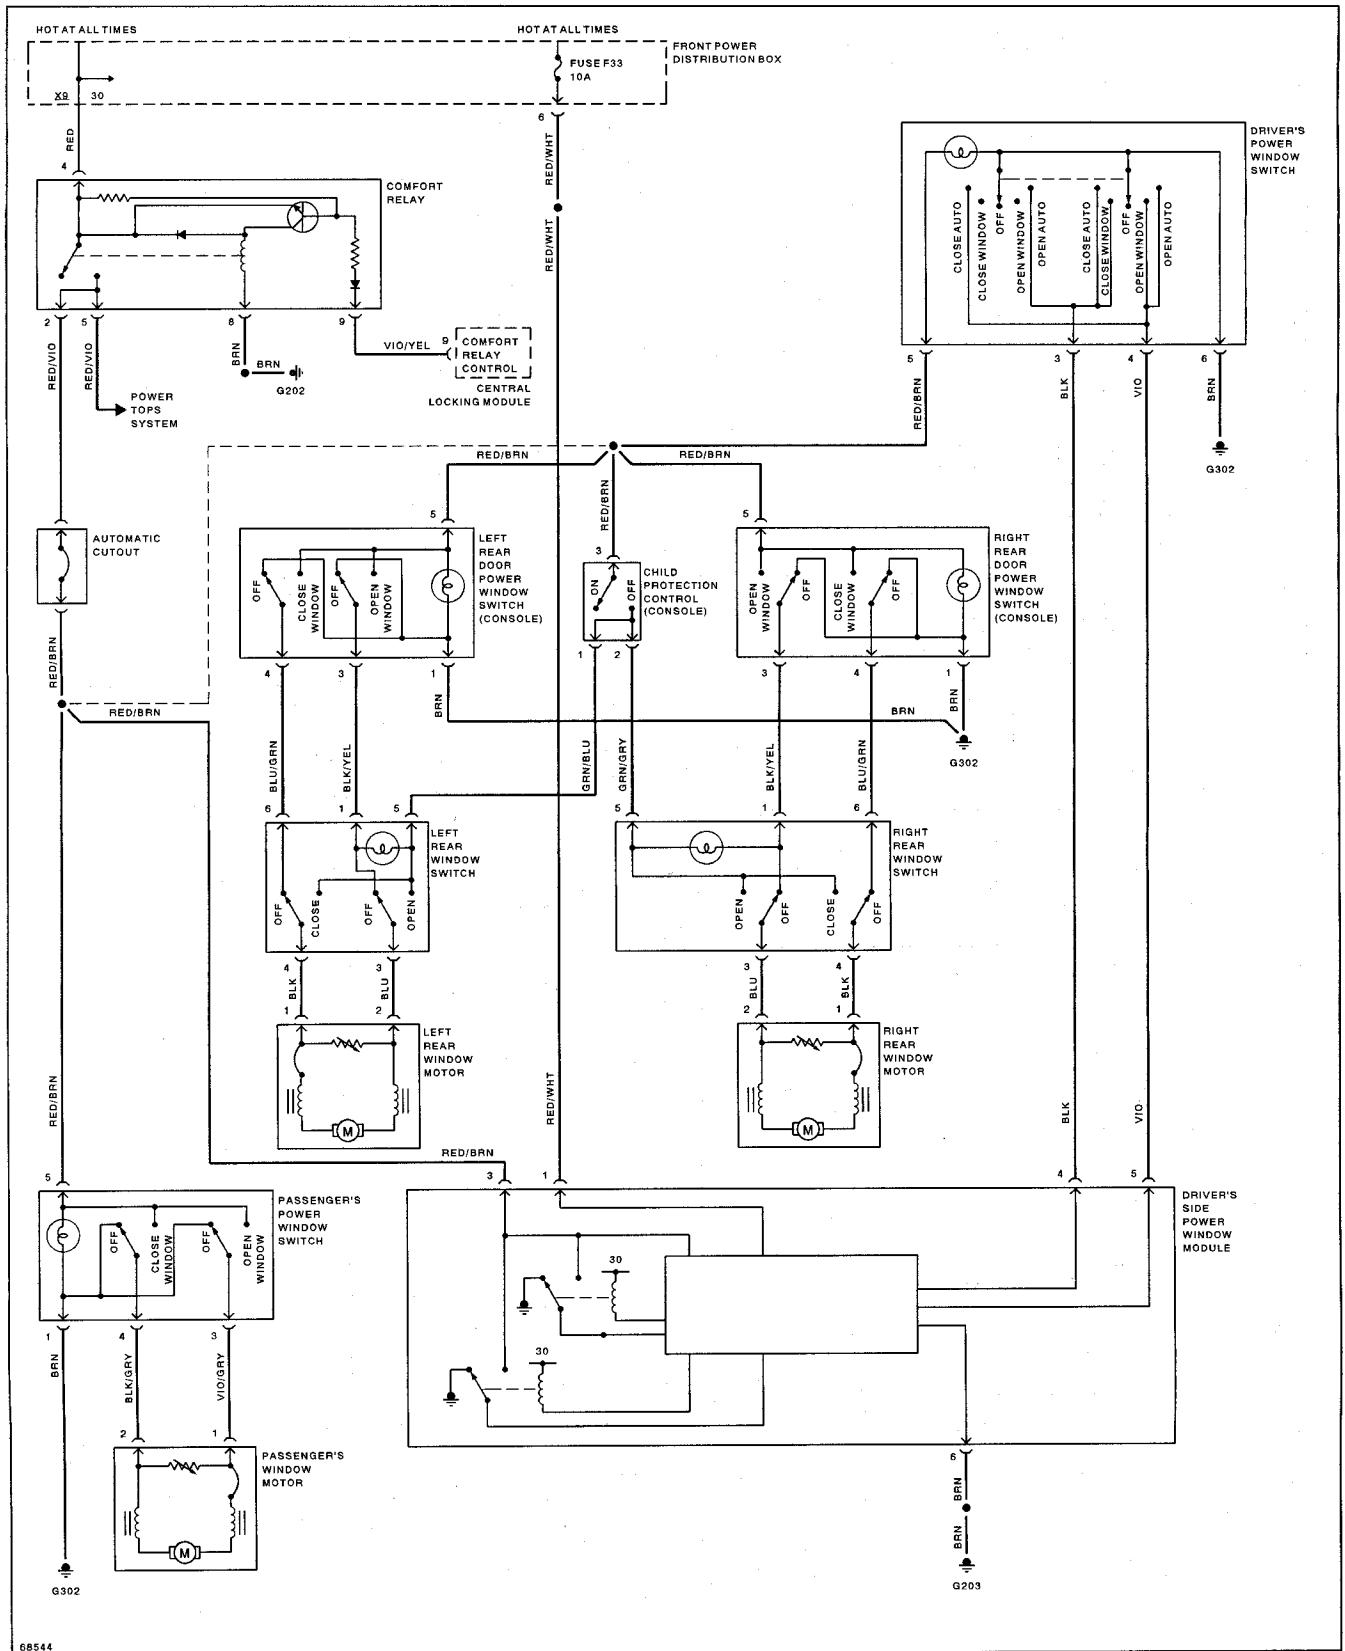 HOT AT ALL TIMES
HOT AT ALL TIMES
FRONT POWER
DISTRIBUTION BOX
FUSE F33
10A
X9 30
6
RED
RED/WHT
4
COMFORT
RELAY
RED/WHT
DRIVER'S
POWER
WINDOW
SWITCH
CLOSE AUTO
CLOSE WINDOW
OFF
OPEN WINDOW
OPEN AUTO
CLOSE AUTO
CLOSE WINDOW
OFF
OPEN WINDOW
OPEN AUTO
2 5 8 9
RED/VIO
RED/VIO
BRN
BRN
G202
VIO/YEL
9
COMFORT
RELAY
CONTROL
CENTRAL
LOCKING MODULE
POWER
TOPS
SYSTEM
5 3 4 6
RED/BRN
BLK
VIO
BRN
G302
RED/BRN
RED/BRN
RED/BRN
AUTOMATIC
CUTOUT
5
LEFT
REAR
DOOR
POWER
WINDOW
SWITCH
(CONSOLE)
OFF
CLOSE
WINDOW
OFF
OPEN
WINDOW
3
CHILD
PROTECTION
CONTROL
(CONSOLE)
ON
OFF
5
RIGHT
REAR
DOOR
POWER
WINDOW
SWITCH
(CONSOLE)
OPEN
WINDOW
OFF
CLOSE
WINDOW
OFF
RED/BRN
4 3 1
1 2
3 4 1
RED/BRN
BRN
BRN
BRN
G302
BLU/GRN
BLK/YEL
GRN/BLU
GRN/GRY
BLK/YEL
BLU/GRN
6 1 5
5 1 6
LEFT
REAR
WINDOW
SWITCH
OFF
CLOSE
OFF
OPEN
RIGHT
REAR
WINDOW
SWITCH
OPEN
OFF
CLOSE
OFF
4 3
3 4
BLK
BLU
BLU
BLK
1 2
2 1
LEFT
REAR
WINDOW
MOTOR
M
RIGHT
REAR
WINDOW
MOTOR
M
RED/BRN
RED/WHT
BLK
VIO
RED/BRN
5
3 1 4 5
PASSENGER'S
POWER
WINDOW
SWITCH
OFF
CLOSE
WINDOW
OFF
OPEN
WINDOW
DRIVER'S
SIDE
POWER
WINDOW
MODULE
30
30
1 4 3
BRN
BLK/GRY
VIO/GRY
2 1
PASSENGER'S
WINDOW
MOTOR
M
6
BRN
BRN
G302
G203
68544